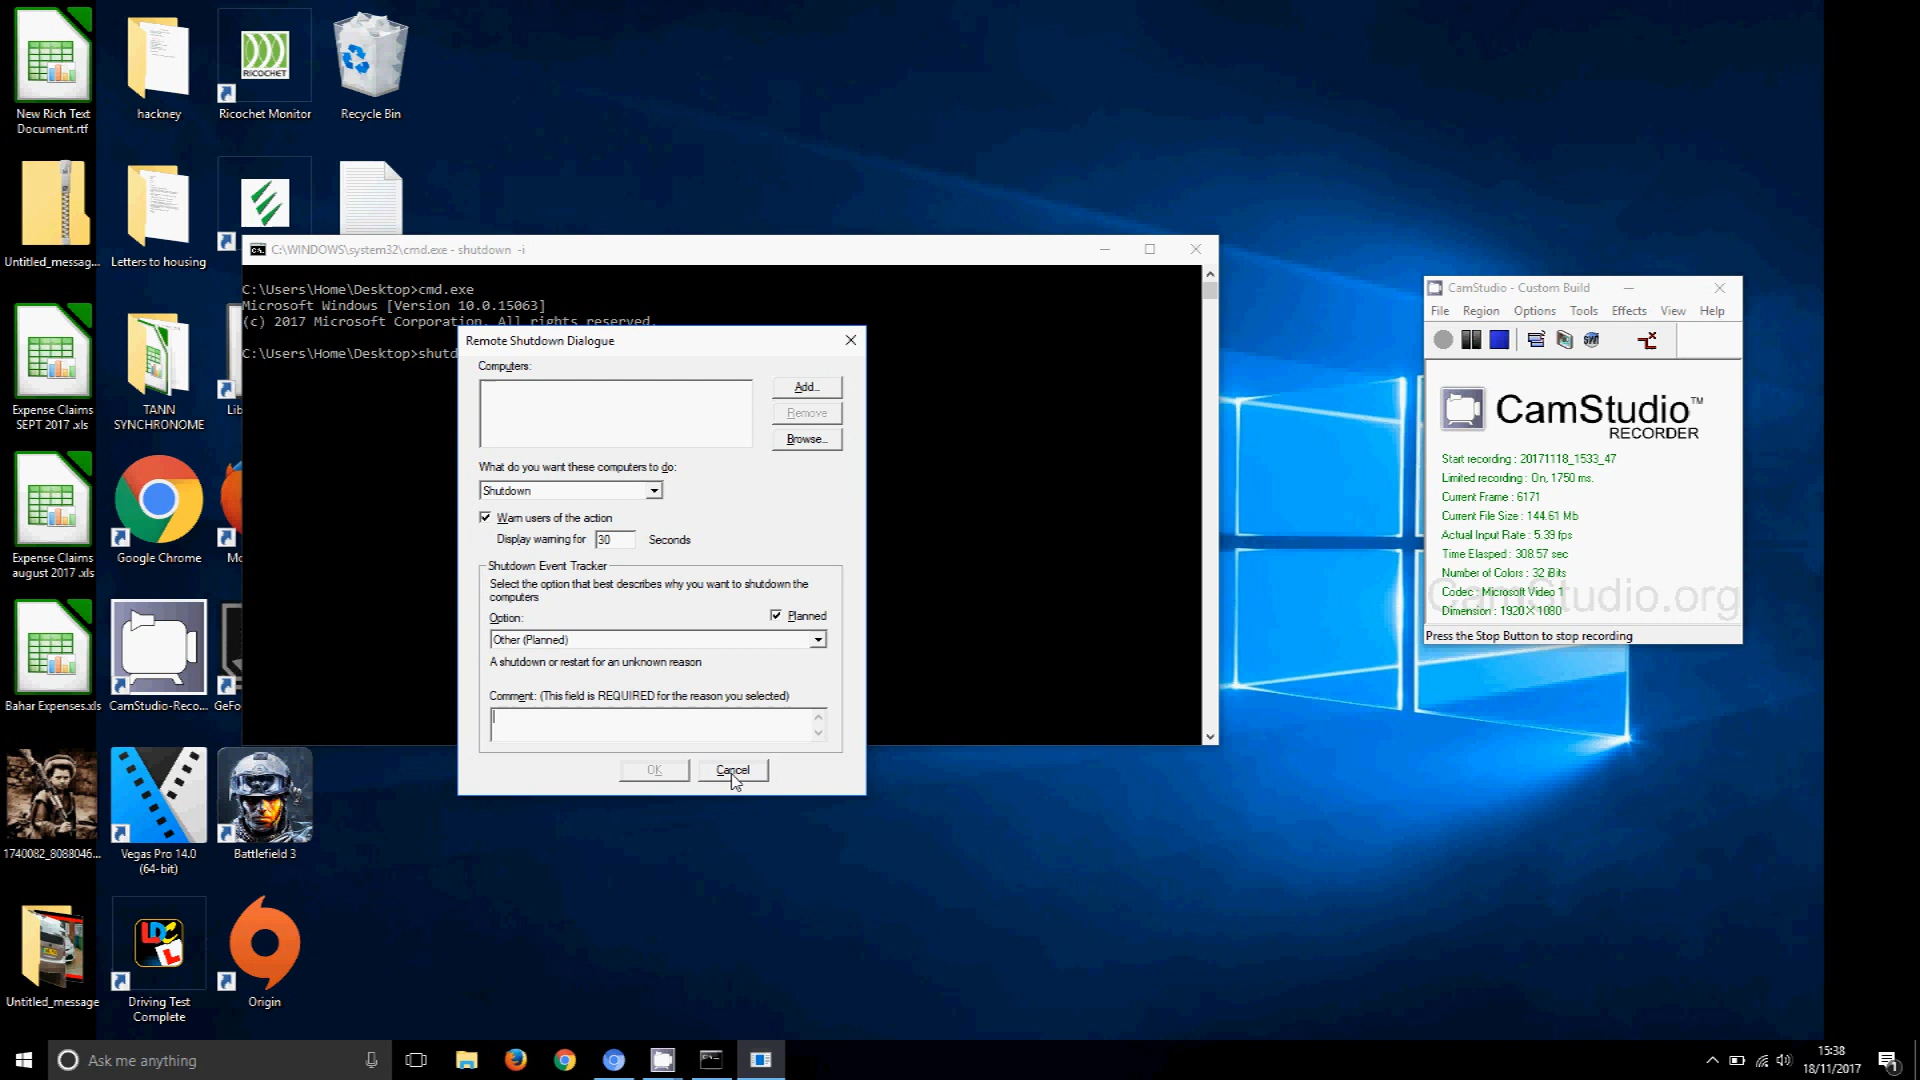 New Rich Text
Document.rtf
hackney
RICOCHET
Ricochet Monitor
Recycle Bin
Untitled_messag...
Letters to housing
Expense Claims
SEPT 2017 .xls
TANN
SYNCHRONOME
Lib
Expense Claims
august 2017 .xls
Google Chrome
Mo
Bahar Expenses.xls
CamStudio-Reco...
GeFo
1740082_8088046...
Vegas Pro 14.0
(64-bit)
Battlefield 3
Untitled_message
LDC
L
Driving Test
Complete
Origin
C:\WINDOWS\system32\cmd.exe - shutdown -i
C:\Users\Home\Desktop>cmd.exe
Microsoft Windows [Version 10.0.15063]
(c) 2017 Microsoft Corporation. All rights reserved.
C:\Users\Home\Desktop>shutd
Remote Shutdown Dialogue
Computers:
Add...
Remove
Browse...
What do you want these computers to do:
Shutdown
Warn users of the action
Display warning for 30 Seconds
Shutdown Event Tracker
Select the option that best describes why you want to shutdown the
computers
Option:
Planned
Other (Planned)
A shutdown or restart for an unknown reason
Comment: (This field is REQUIRED for the reason you selected)
OK
Cancel
CamStudio - Custom Build
File Region Options Tools Effects View Help
CamStudio™
RECORDER
Start recording : 20171118_1533_47
Limited recording : On, 1750 ms.
Current Frame : 6171
Current File Size : 144.61 Mb
Actual Input Rate : 5.39 fps
Time Elasped : 308.57 sec
Number of Colors : 32 Bits
Codec : Microsoft Video 1
Dimension : 1920X1080
CamStudio.org
Press the Stop Button to stop recording
Ask me anything
15:38
18/11/2017
1